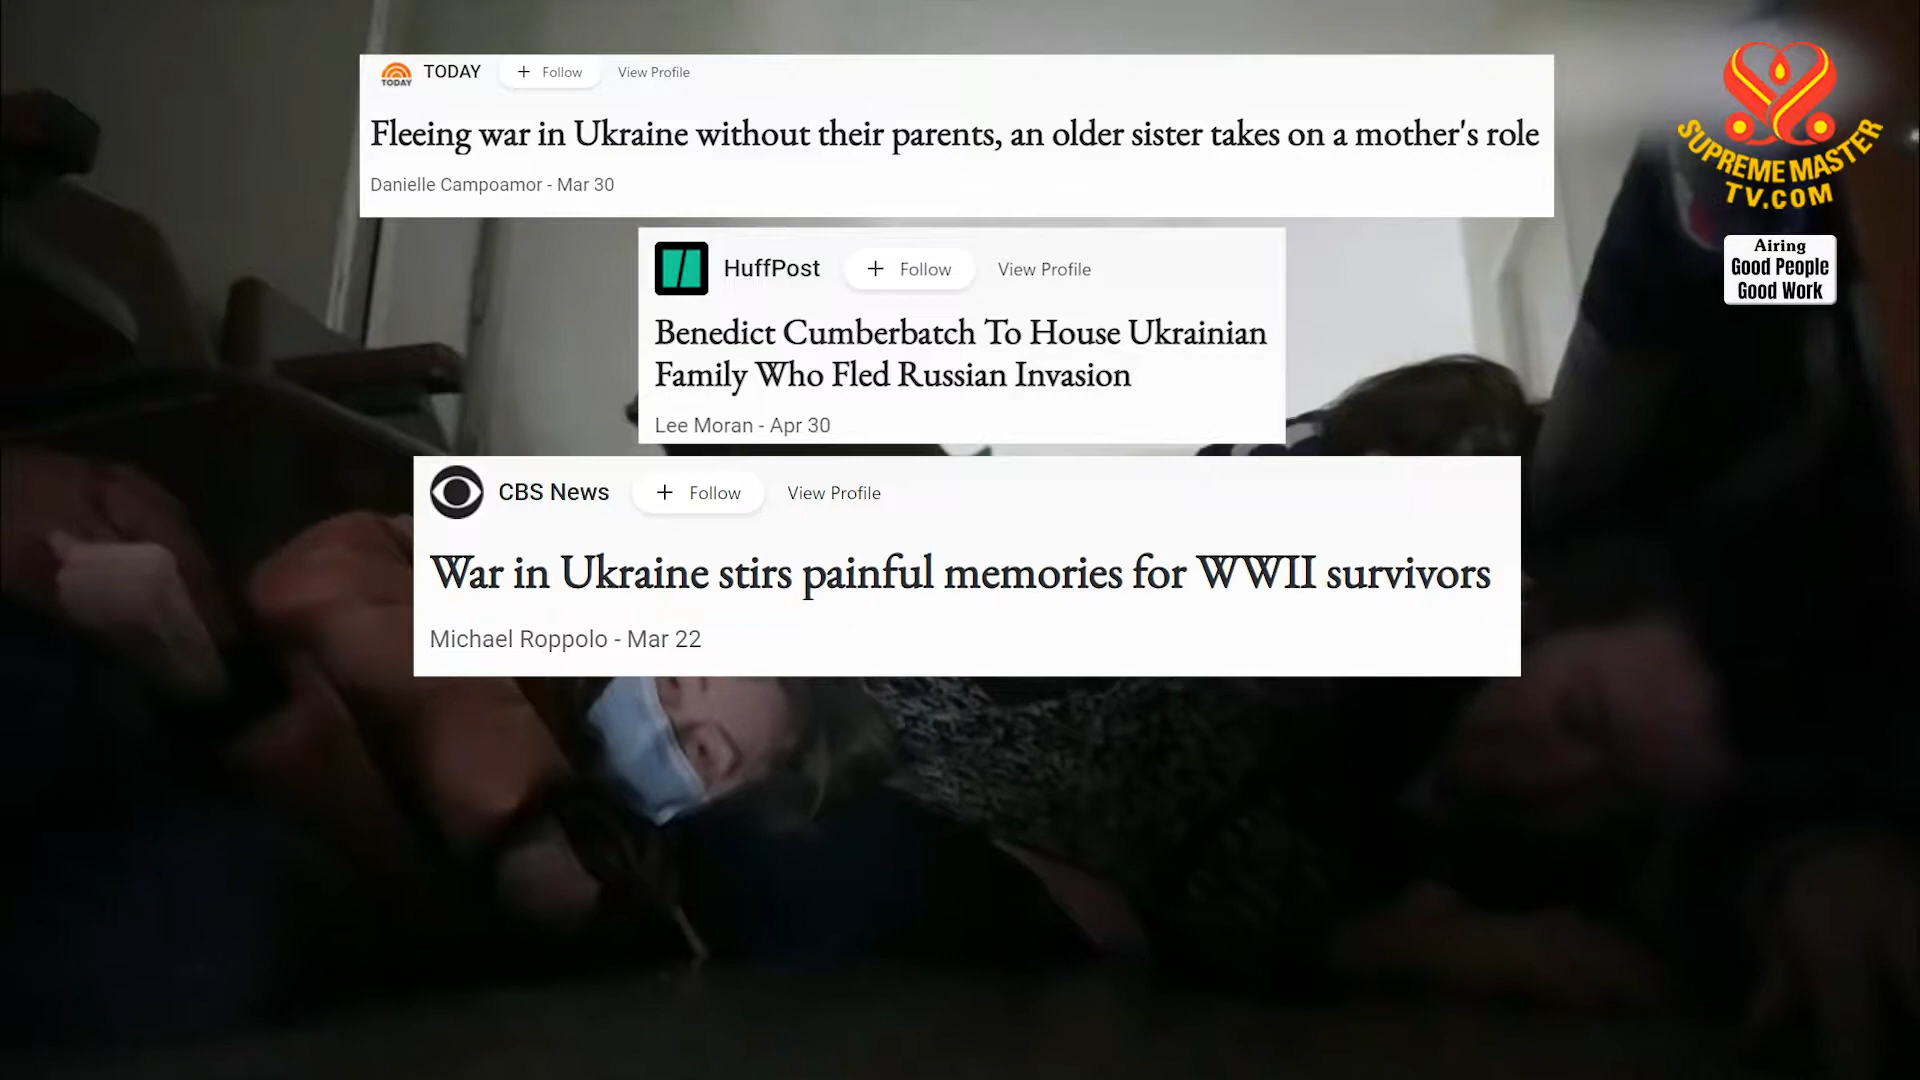 TODAY
TODAY + Follow View Profile
Fleeing war in Ukraine without their parents, an older sister takes on a mother's role
Danielle Campoamor - Mar 30
HuffPost + Follow View Profile
Benedict Cumberbatch To House Ukrainian
Family Who Fled Russian Invasion
Lee Moran - Apr 30
CBS News + Follow View Profile
War in Ukraine stirs painful memories for WWII survivors
Michael Roppolo - Mar 22
SUPREME MASTER
TV.COM
Airing
Good People
Good Work